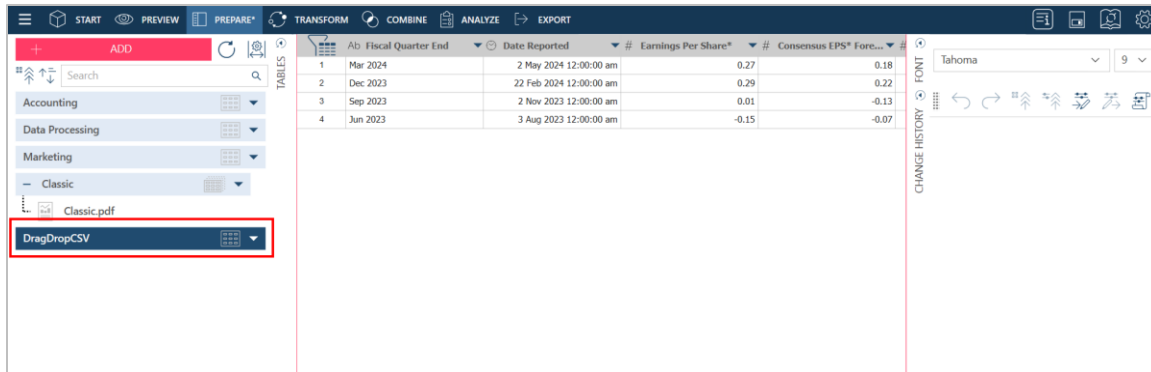 START PREVIEW PREPARE* TRANSFORM COMBINE ANALYZE EXPORT
+ ADD
Search
Accounting
Data Processing
Marketing
− Classic
Classic.pdf
DragDropCSV
TABLES
Ab Fiscal Quarter End Date Reported # Earnings Per Share* # Consensus EPS* Fore... #
1 Mar 2024 2 May 2024 12:00:00 am 0.27 0.18
2 Dec 2023 22 Feb 2024 12:00:00 am 0.29 0.22
3 Sep 2023 2 Nov 2023 12:00:00 am 0.01 -0.13
4 Jun 2023 3 Aug 2023 12:00:00 am -0.15 -0.07
FONT
Tahoma 9
CHANGE HISTORY